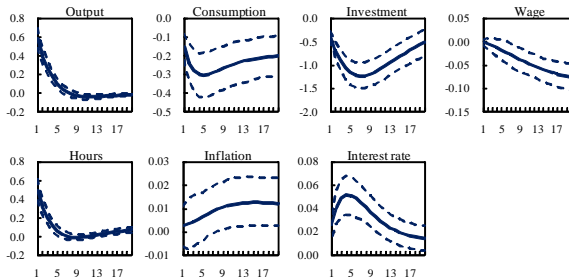 Output
0.8
0.6
0.4
0.2
0.0
-0.2
1 5 9 13 17
Consumption
0.0
-0.1
-0.2
-0.3
-0.4
-0.5
1 5 9 13 17
Investment
0.0
-0.5
-1.0
-1.5
-2.0
1 5 9 13 17
Wage
0.05
0.00
-0.05
-0.10
-0.15
1 5 9 13 17
Hours
0.8
0.6
0.4
0.2
0.0
-0.2
1 5 9 13 17
Inflation
0.03
0.02
0.01
0.00
-0.01
1 5 9 13 17
Interest rate
0.08
0.06
0.04
0.02
0.00
1 5 9 13 17